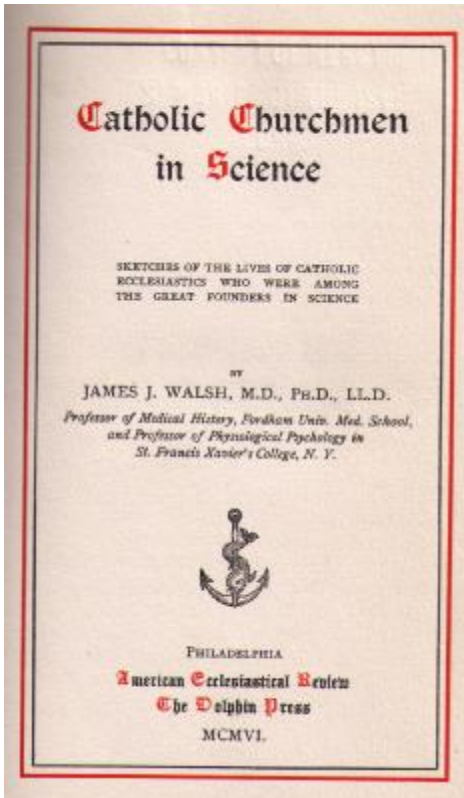 Catholic Churchmen
in Science
SKETCHES OF THE LIVES OF CATHOLIC
ECCLESIASTICS WHO WERE AMONG
THE GREAT FOUNDERS IN SCIENCE
BY
JAMES J. WALSH, M.D., PH.D., LL.D.
Professor of Medical History, Fordham Univ. Med. School,
and Professor of Physiological Psychology in
St. Francis Xavier's College, N. Y.
PHILADELPHIA
American Ecclesiastical Review
The Dolphin Press
MCMVI.